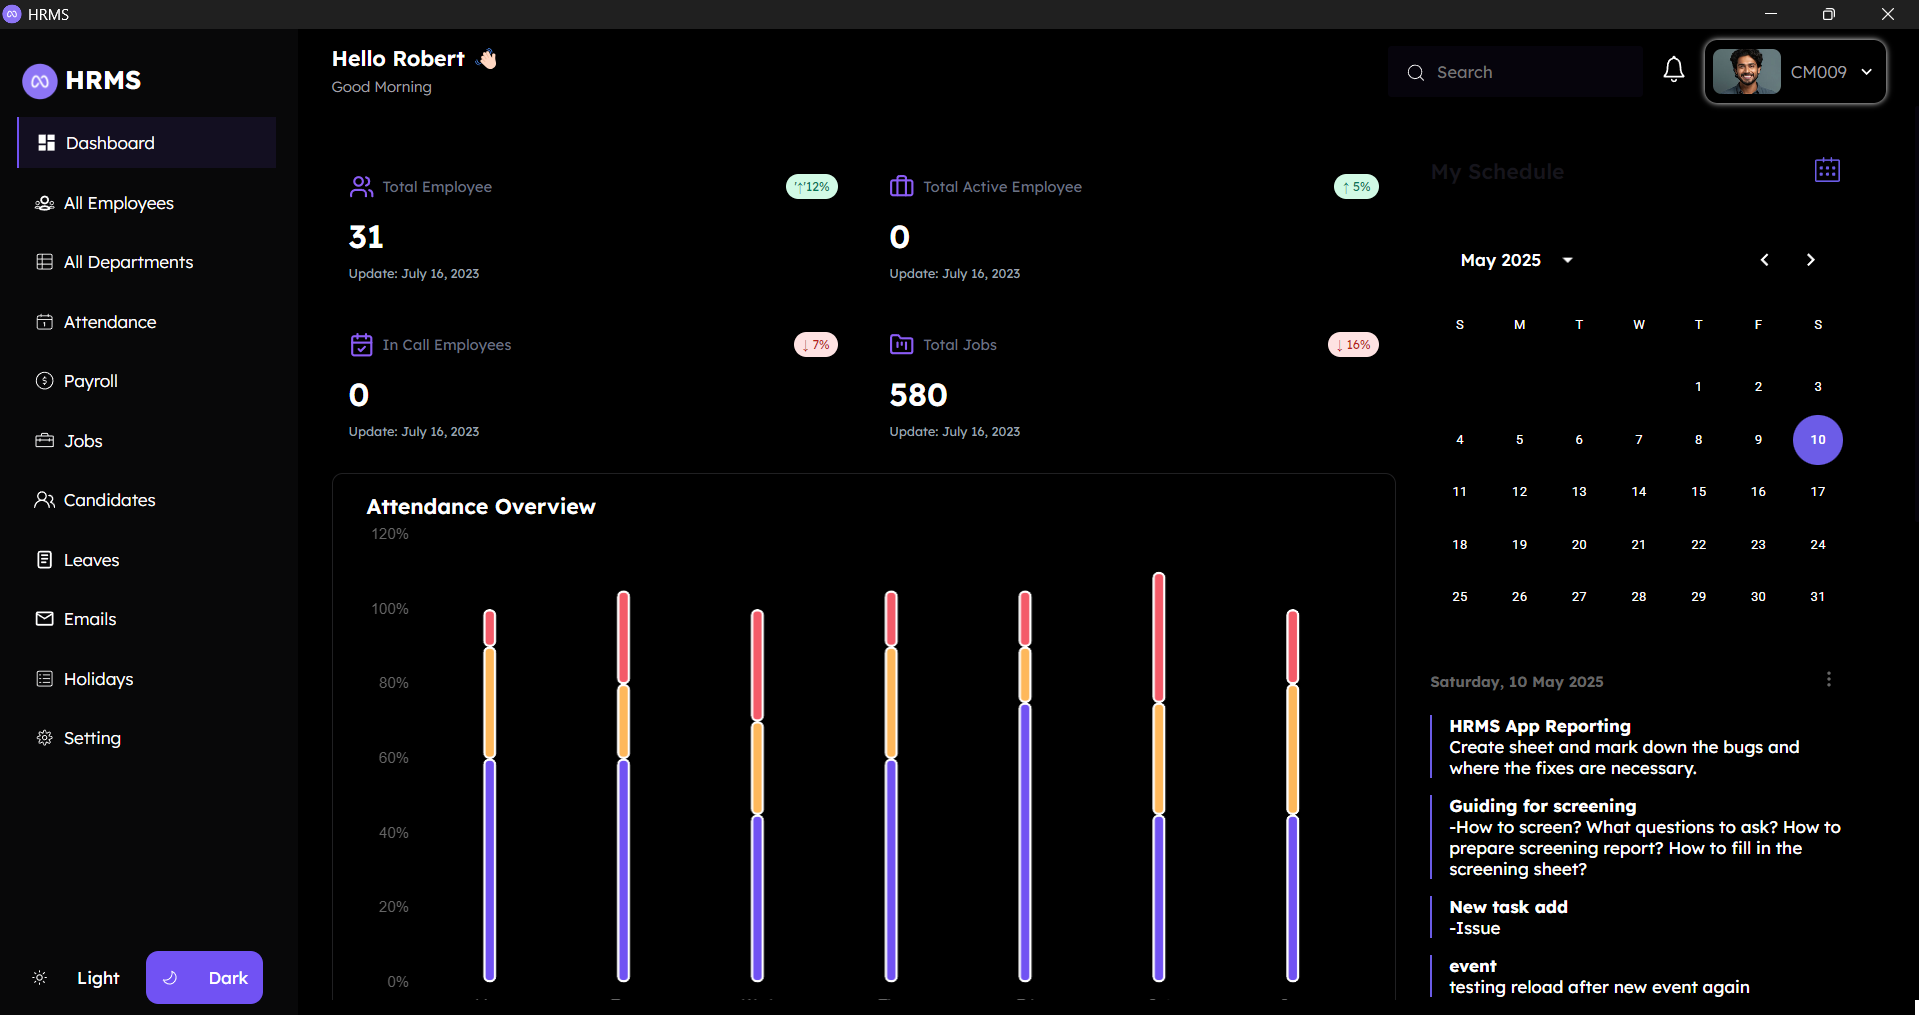 HRMS
HRMS
Dashboard
All Employees
All Departments
Attendance
Payroll
Jobs
Candidates
Leaves
Emails
Holidays
Setting
Light
Dark
Hello Robert 👋🏻
Good Morning
Search
CM009
Total Employee
'↑'12%
31
Update: July 16, 2023
Total Active Employee
↑ 5%
0
Update: July 16, 2023
In Call Employees
↓ 7%
0
Update: July 16, 2023
Total Jobs
↓ 16%
580
Update: July 16, 2023
Attendance Overview
120%
100%
80%
60%
40%
20%
0%
My Schedule
May 2025
S M T W T F S
1 2 3
4 5 6 7 8 9 10
11 12 13 14 15 16 17
18 19 20 21 22 23 24
25 26 27 28 29 30 31
Saturday, 10 May 2025
HRMS App Reporting
Create sheet and mark down the bugs and
where the fixes are necessary.
Guiding for screening
-How to screen? What questions to ask? How to
prepare screening report? How to fill in the
screening sheet?
New task add
-Issue
event
testing reload after new event again